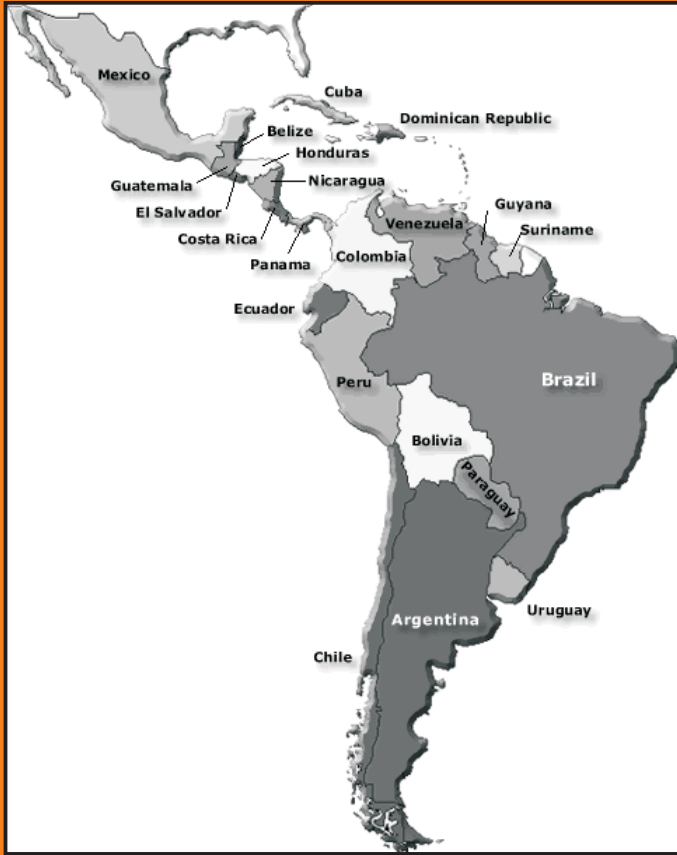 Mexico
Cuba
Dominican Republic
Belize
Honduras
Guatemala
Nicaragua
El Salvador
Guyana
Venezuela
Suriname
Costa Rica
Panama
Colombia
Ecuador
Peru
Brazil
Bolivia
Paraguay
Uruguay
Argentina
Chile